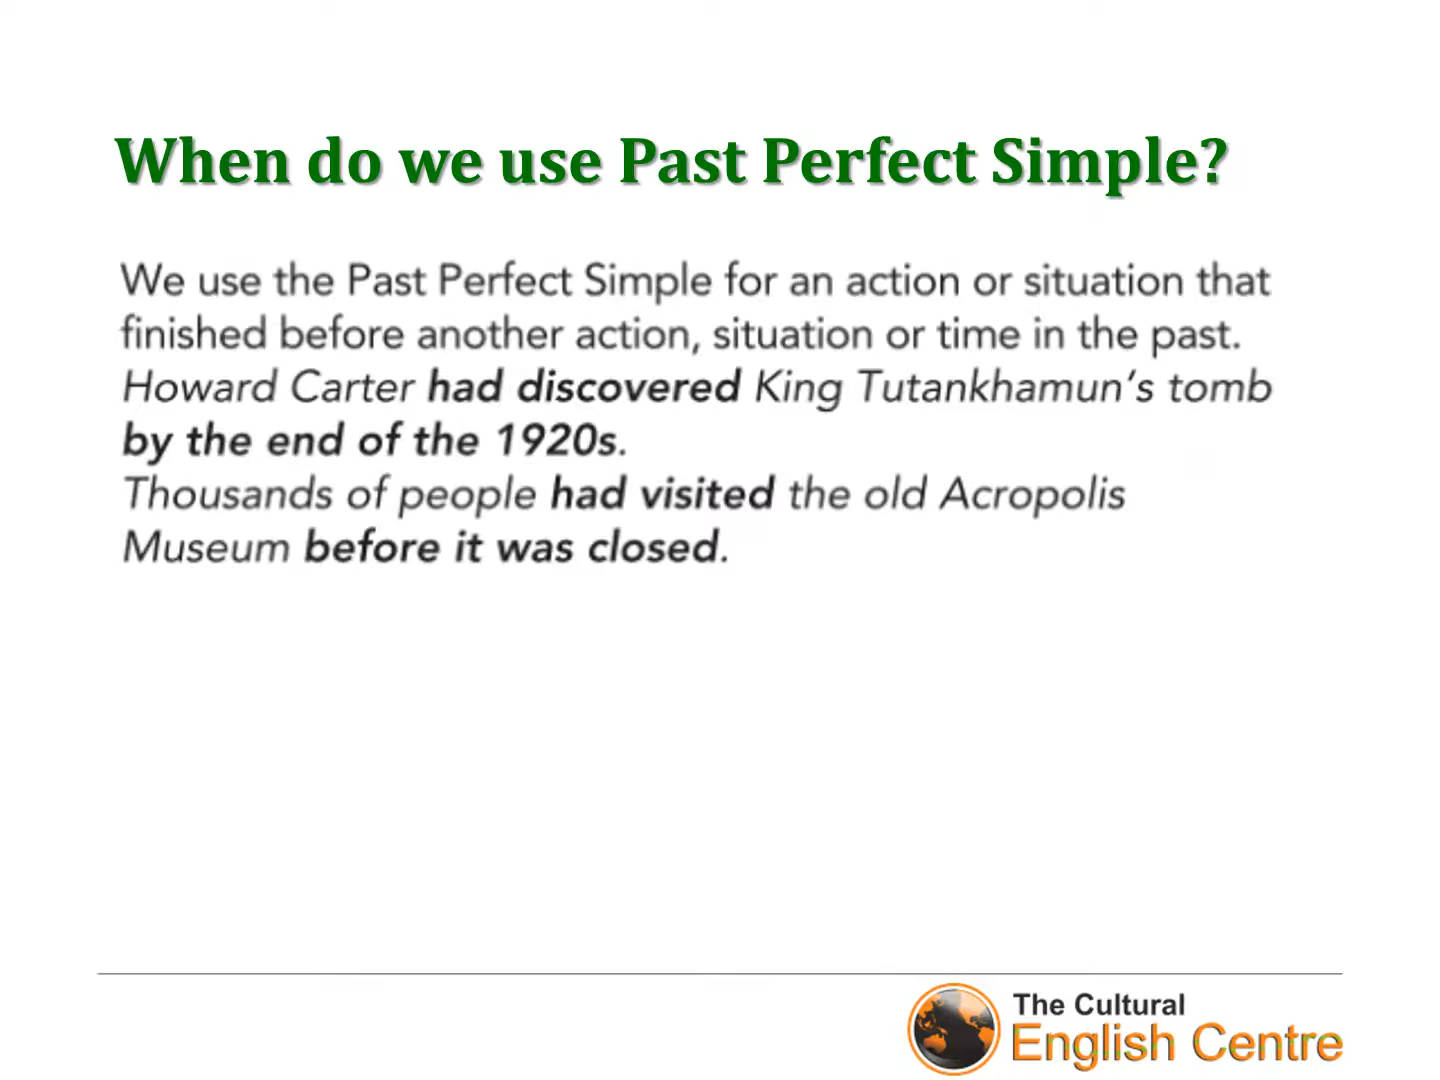 When do we use Past Perfect Simple?
We use the Past Perfect Simple for an action or situation that
finished before another action, situation or time in the past.
Howard Carter had discovered King Tutankhamun's tomb
by the end of the 1920s.
Thousands of people had visited the old Acropolis
Museum before it was closed.
The Cultural
English Centre